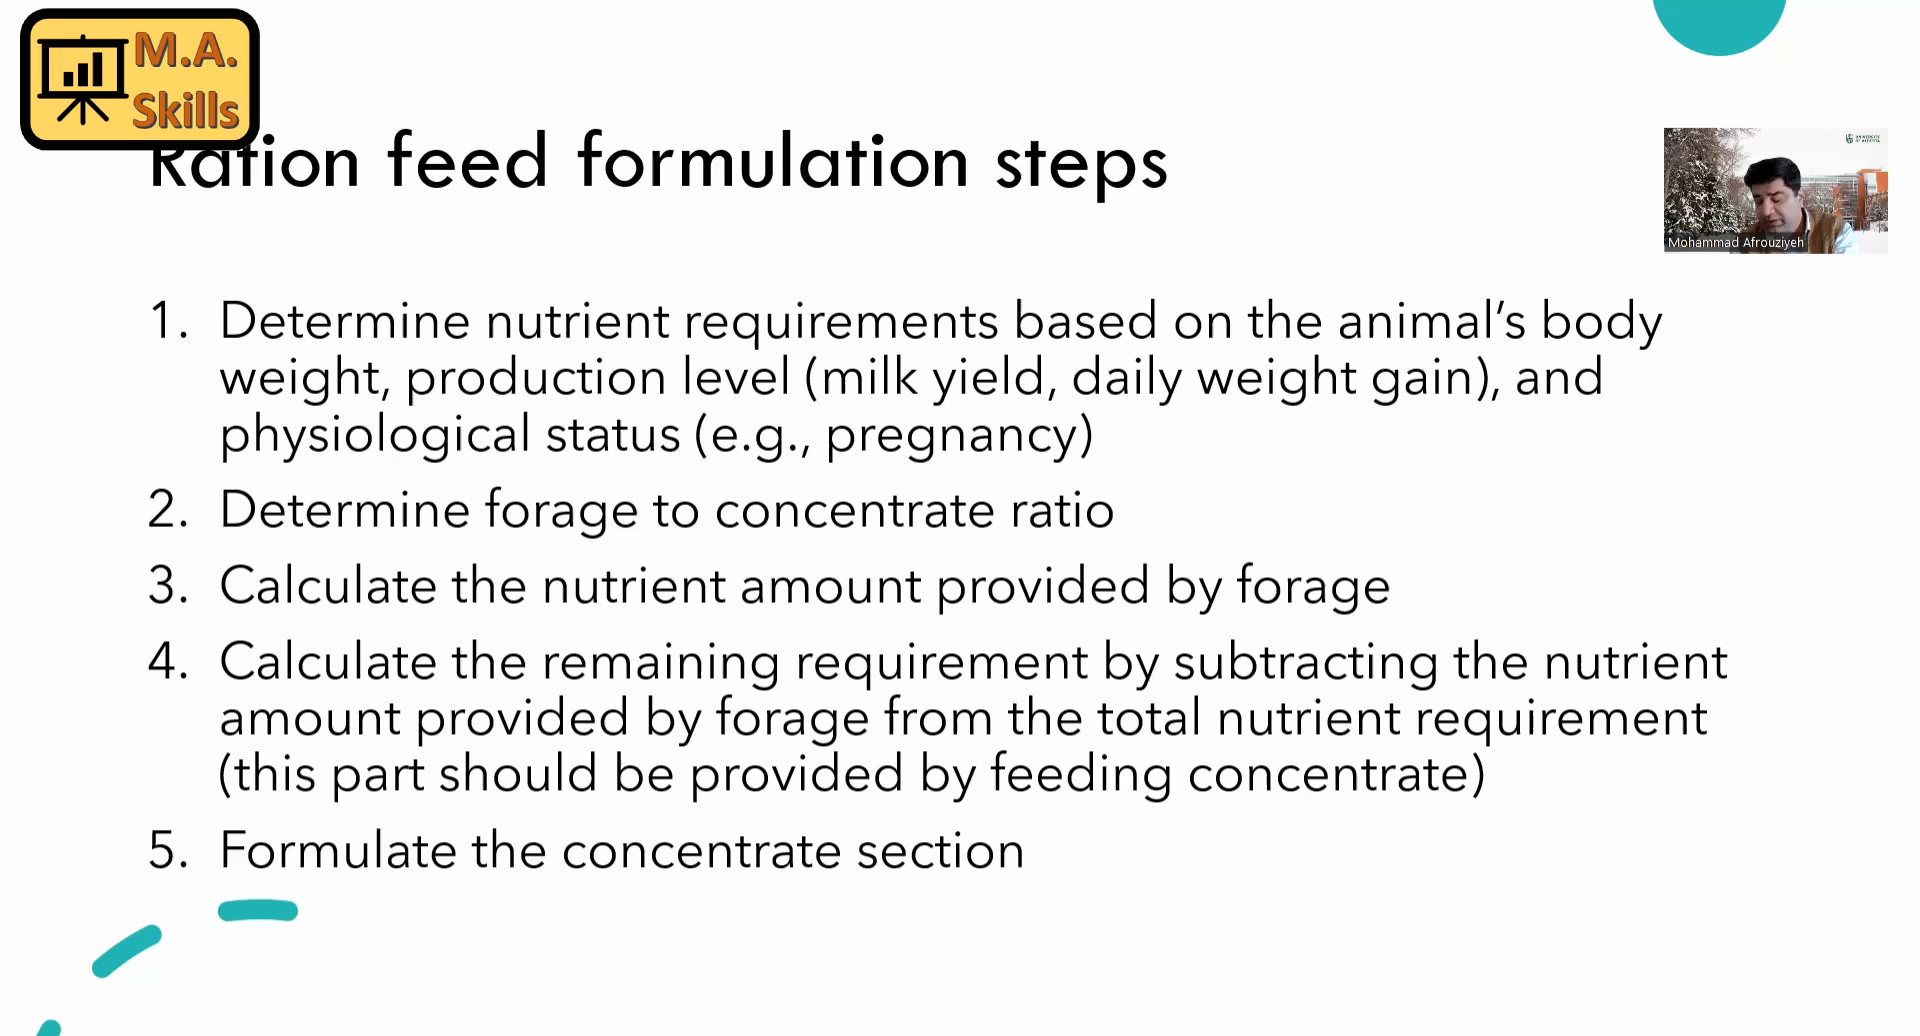 M.A.
Skills
Ration feed formulation steps
UNIVERSITY
OF ALBERTA
Mohammad Afrouziyeh
1. Determine nutrient requirements based on the animal’s body
weight, production level (milk yield, daily weight gain), and
physiological status (e.g., pregnancy)
2. Determine forage to concentrate ratio
3. Calculate the nutrient amount provided by forage
4. Calculate the remaining requirement by subtracting the nutrient
amount provided by forage from the total nutrient requirement
(this part should be provided by feeding concentrate)
5. Formulate the concentrate section